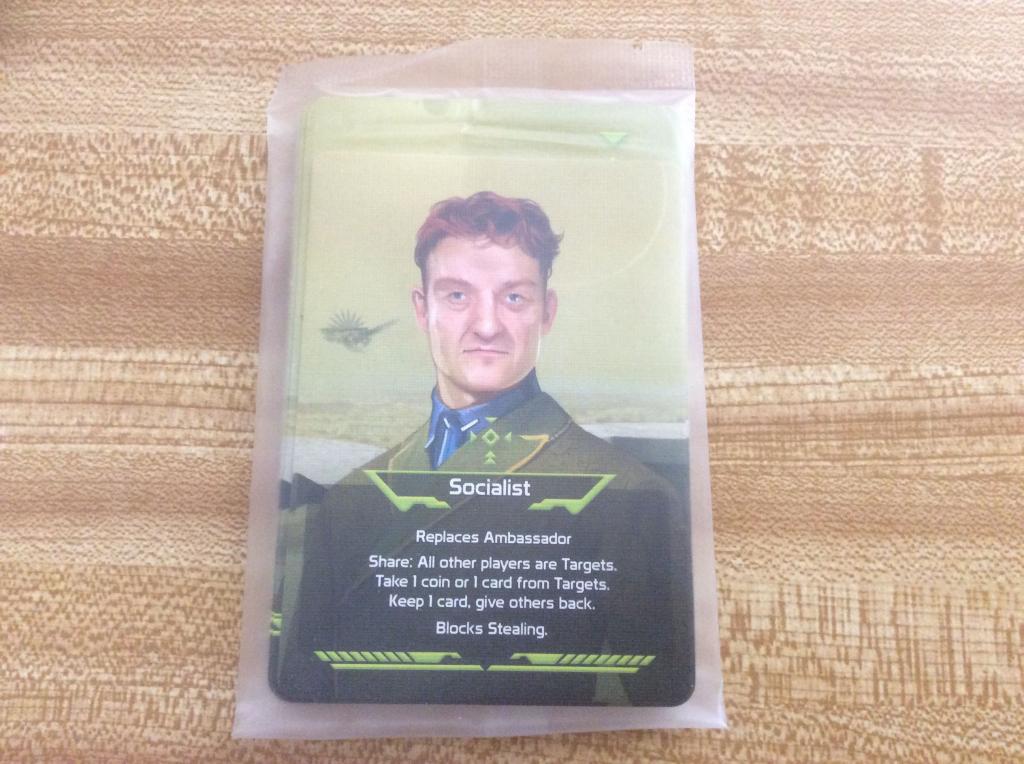 Socialist
Replaces Ambassador
Share: All other players are Targets.
Take 1 coin or 1 card from Targets.
Keep 1 card, give others back.
Blocks Stealing.